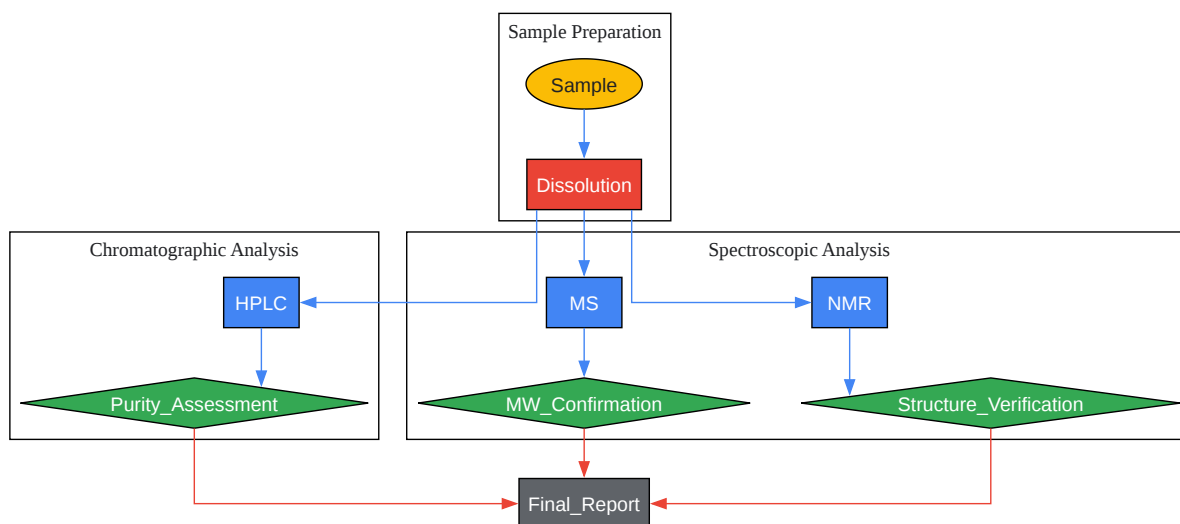 Sample Preparation
Sample
Dissolution
Chromatographic Analysis
Spectroscopic Analysis
HPLC
MS
NMR
Purity_Assessment
MW_Confirmation
Structure_Verification
Final_Report